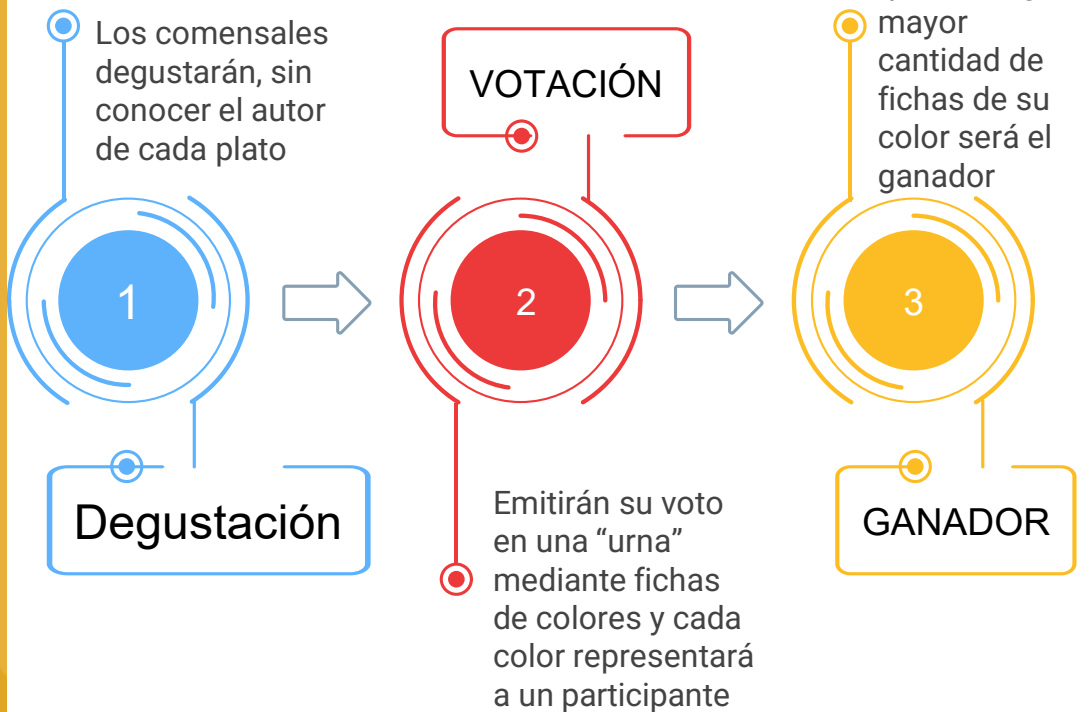 Los comensales
degustarán, sin
conocer el autor
de cada plato
1
Degustación
VOTACIÓN
2
Emitirán su voto
en una “urna”
mediante fichas
de colores y cada
color representará
a un participante
mayor
cantidad de
fichas de su
color será el
ganador
3
GANADOR